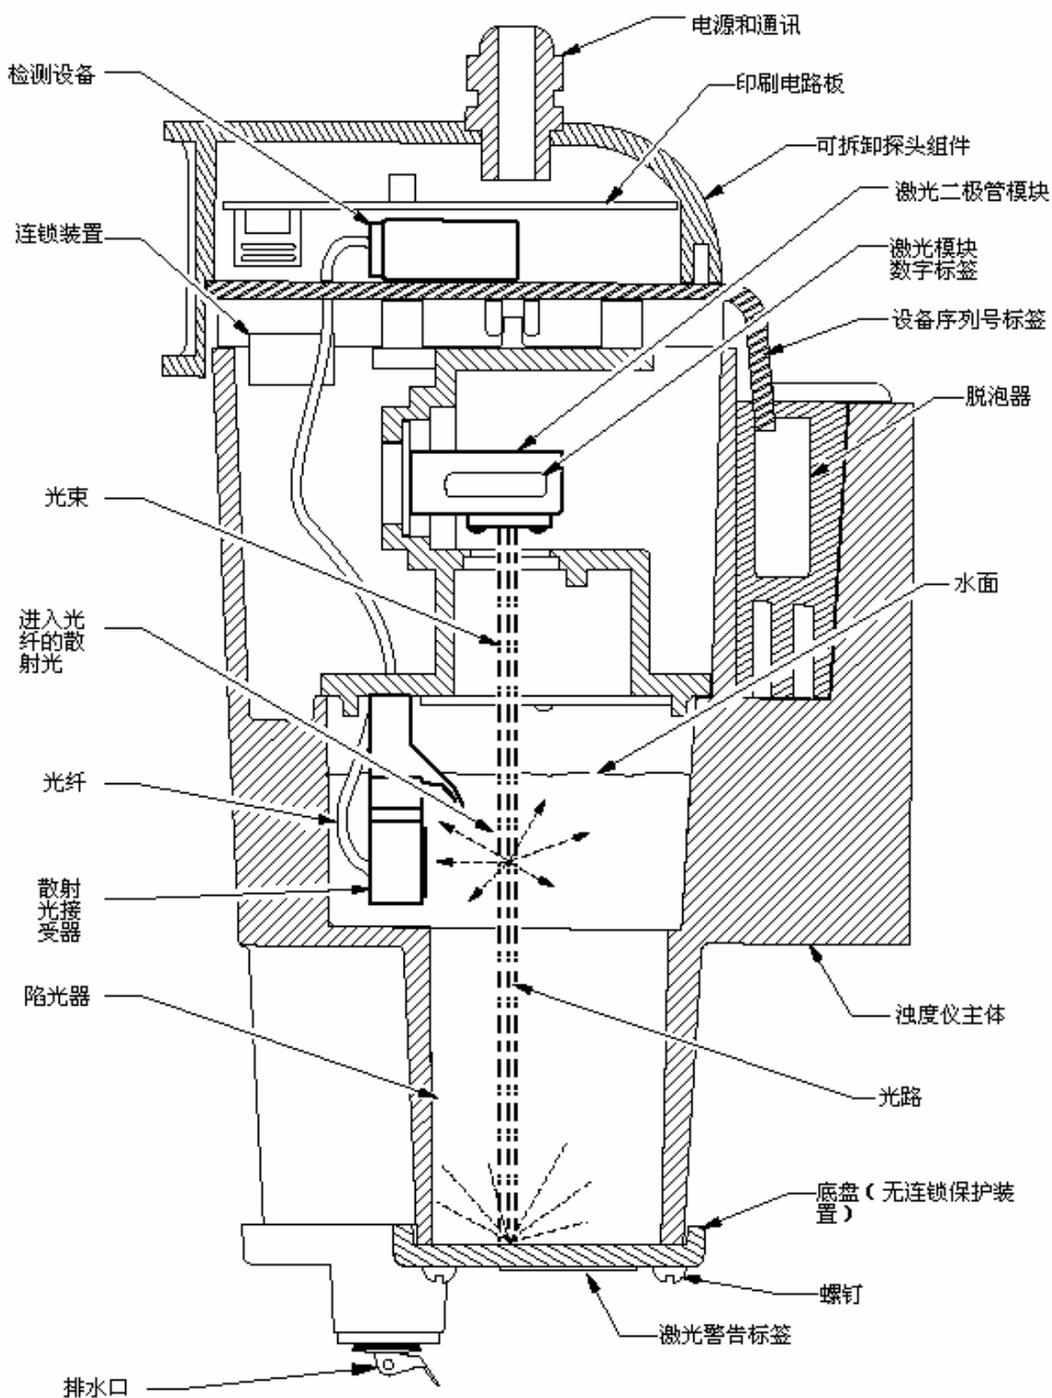 电源和通讯
检测设备
印刷电路板
可拆卸探头组件
激光二极管模块
连锁装置
激光模块
数字标签
设备序列号标签
脱泡器
光束
水面
进入光
纤的散
射光
光纤
散射
光接
受器
陷光器
浊度仪主体
光路
底盘（无连锁保护装
置）
螺钉
激光警告标签
排水口